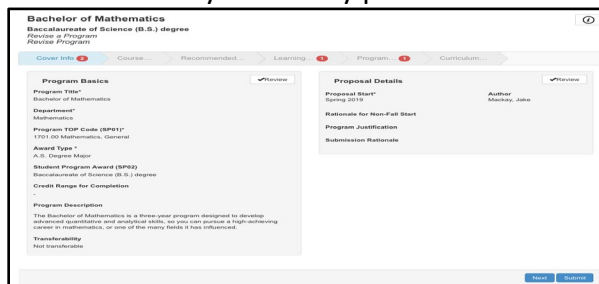 Bachelor of Mathematics
Baccalaureate of Science (B.S.) degree
Revise a Program
Revise Program
Cover Info 2
Course...
Recommended...
Learning... 1
Program... 1
Curriculum...
Program Basics
✔Review
Program Title*
Bachelor of Mathematics
Department*
Mathematics
Program TOP Code (SP01)*
1701.00 Mathematics, General
Award Type *
A.S. Degree Major
Student Program Award (SP02)
Baccalaureate of Science (B.S.) degree
Credit Range for Completion
-
Program Description
The Bachelor of Mathematics is a three-year program designed to develop
advanced quantitative and analytical skills, so you can pursue a high-achieving
career in mathematics, or one of the many fields it has influenced.
Transferability
Not transferable
Proposal Details
✔Review
Proposal Start*
Spring 2019
Author
Mackay, Jake
Rationale for Non-Fall Start
Program Justification
Submission Rationale
Next
Submit